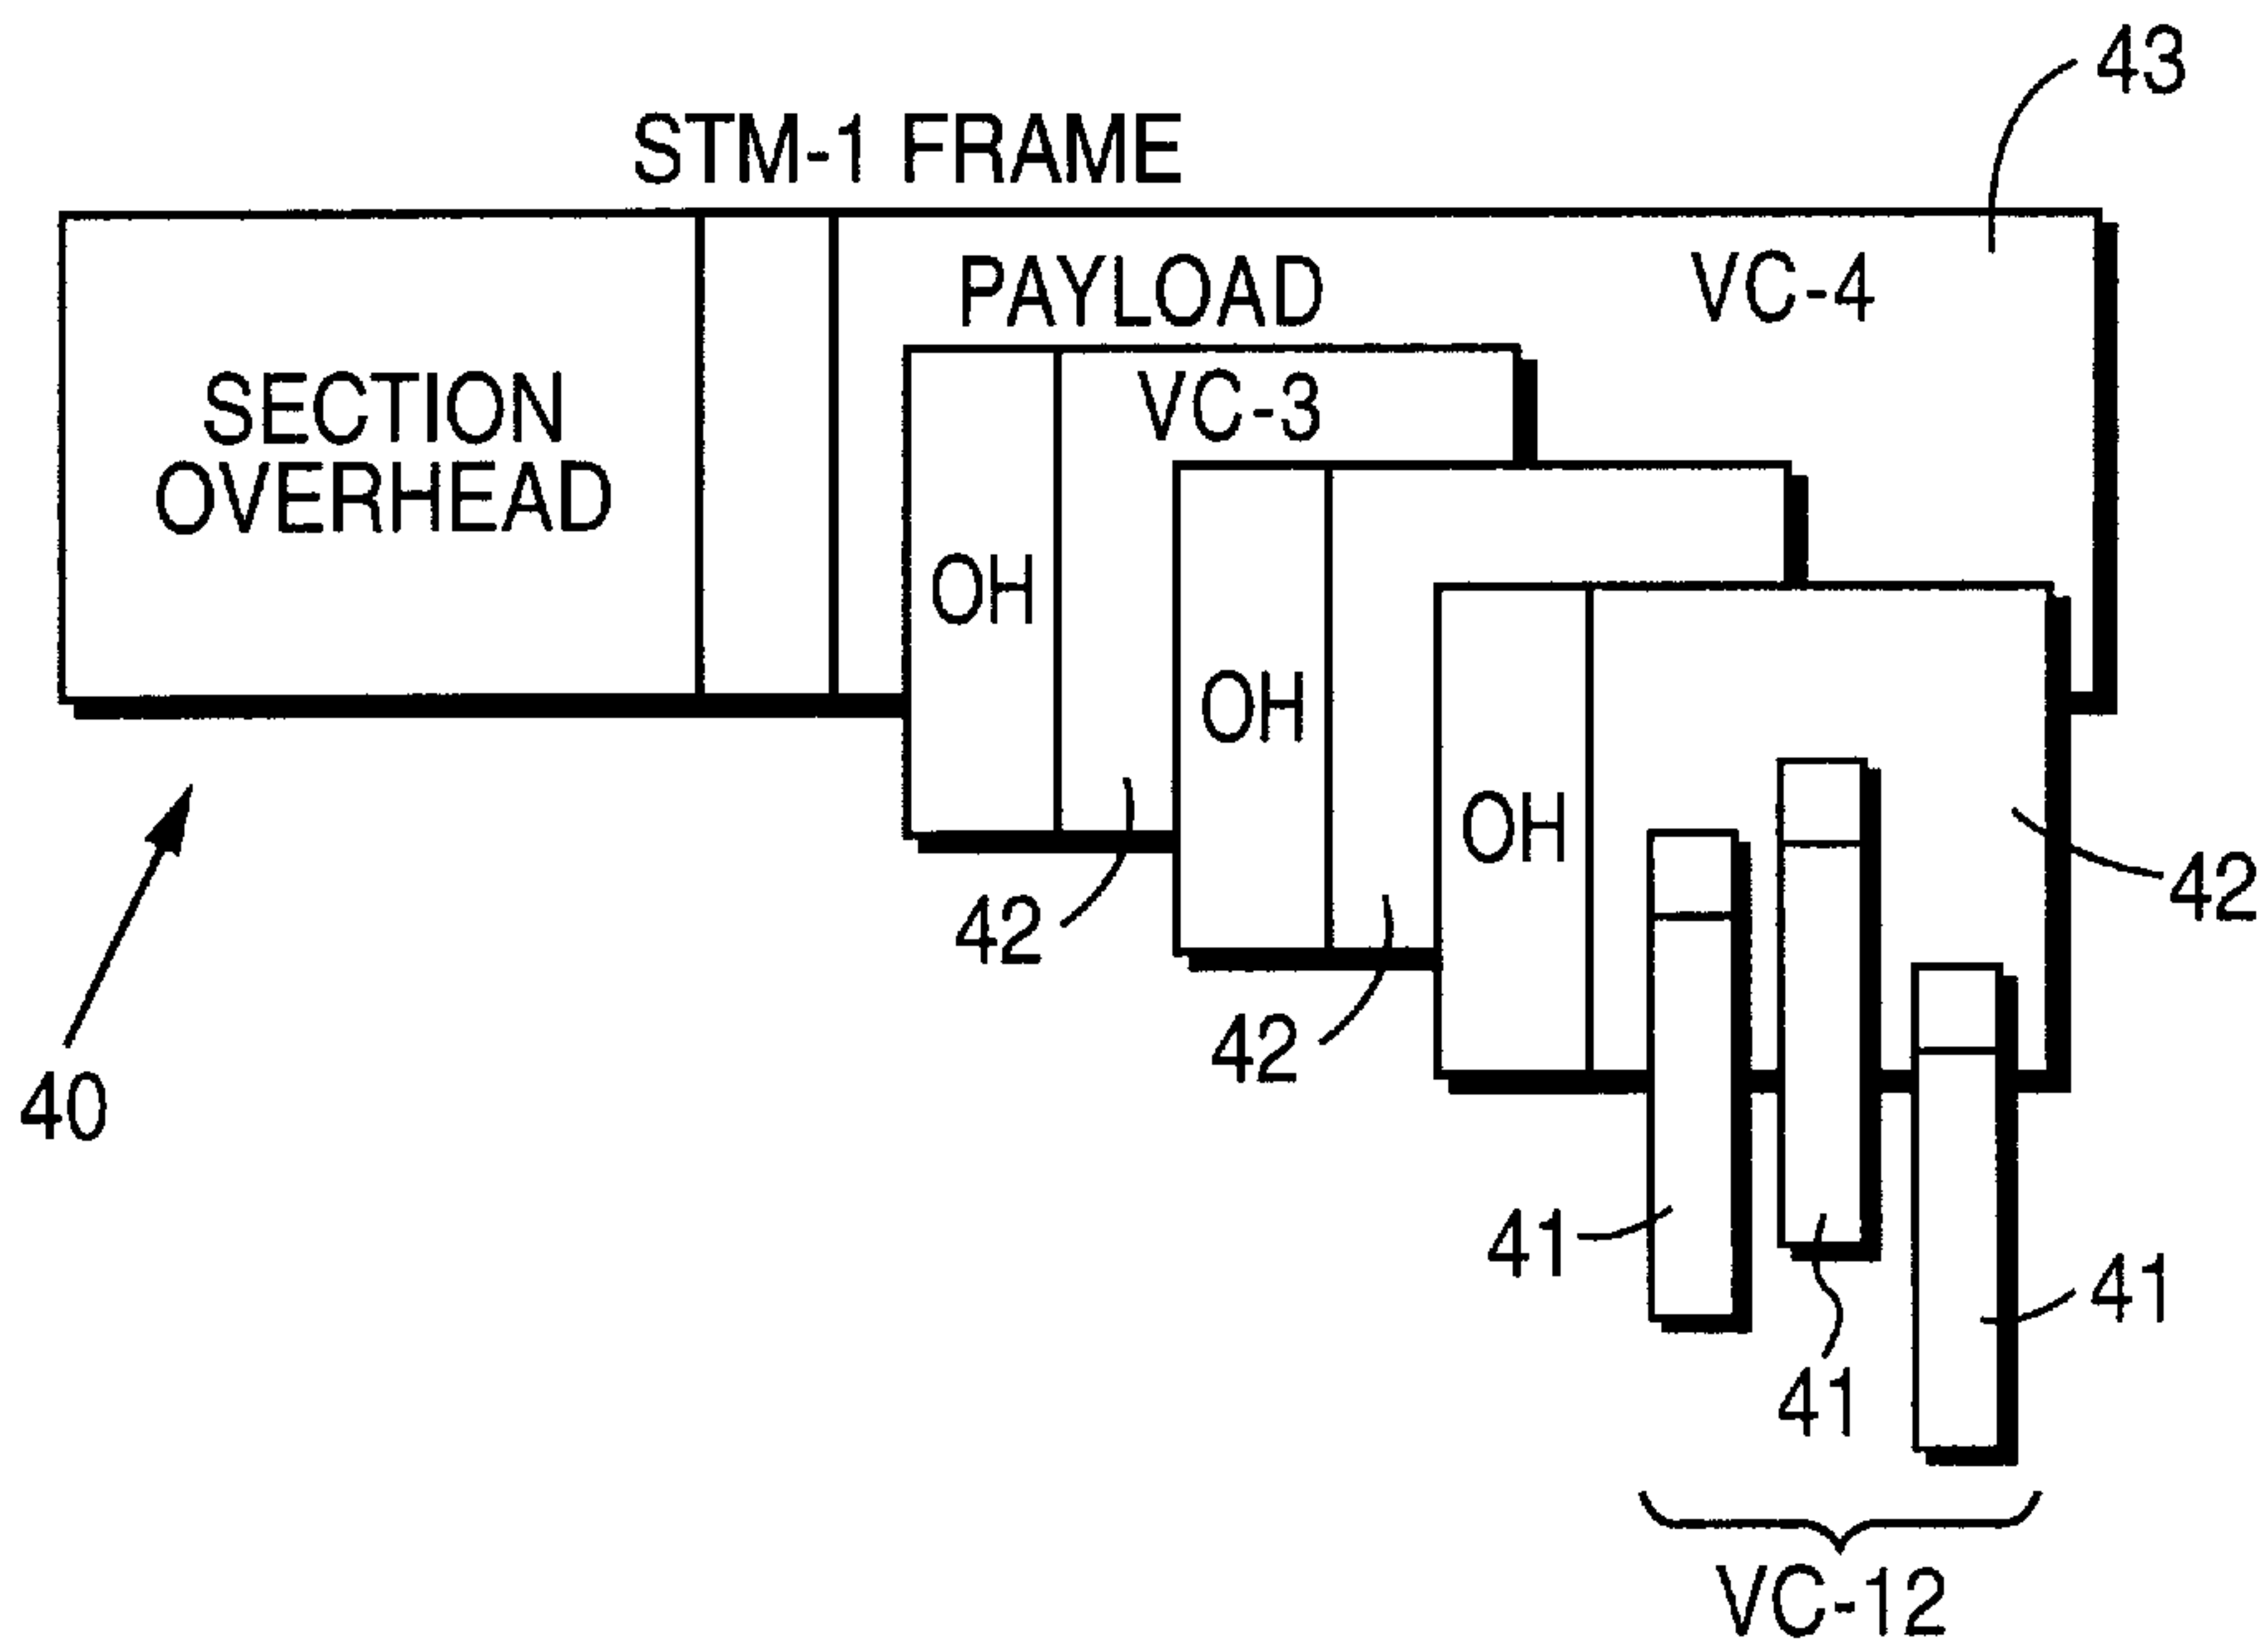 43
STM-1 FRAME
PAYLOAD
VC-4
VC-3
SECTION
OVERHEAD
OH
OH
OH
42
42
42
40
41
41
41
VC-12